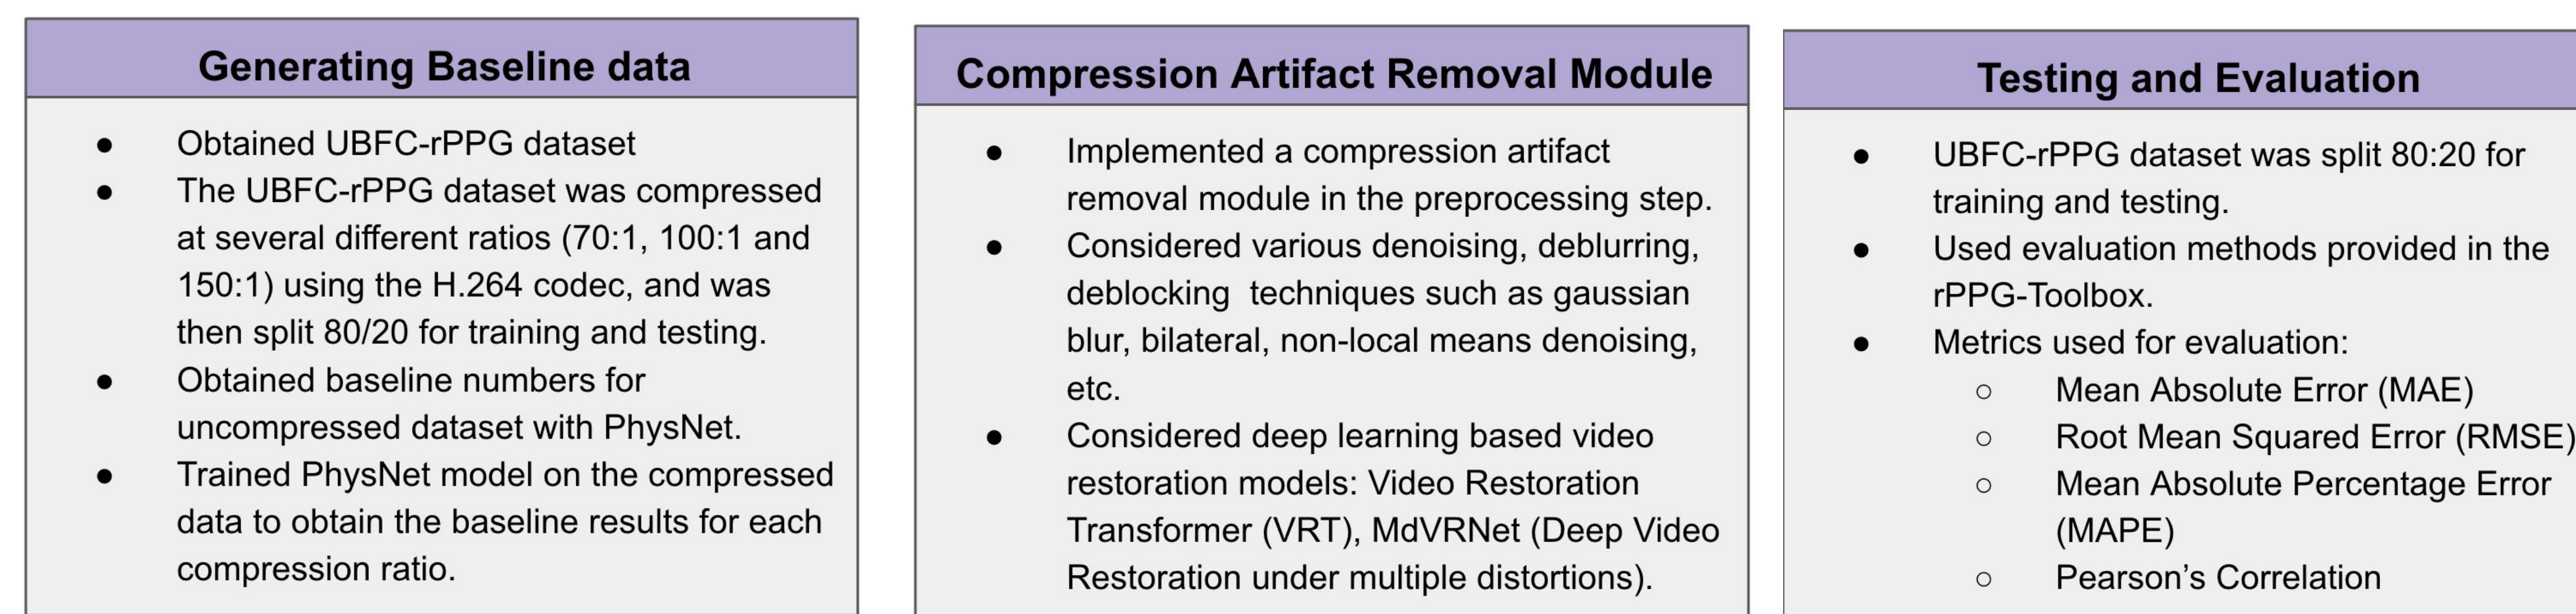 Generating Baseline data
● Obtained UBFC-rPPG dataset
● The UBFC-rPPG dataset was compressed
at several different ratios (70:1, 100:1 and
150:1) using the H.264 codec, and was
then split 80/20 for training and testing.
● Obtained baseline numbers for
uncompressed dataset with PhysNet.
● Trained PhysNet model on the compressed
data to obtain the baseline results for each
compression ratio.
Compression Artifact Removal Module
● Implemented a compression artifact
removal module in the preprocessing step.
● Considered various denoising, deblurring,
deblocking  techniques such as gaussian
blur, bilateral, non-local means denoising,
etc.
● Considered deep learning based video
restoration models: Video Restoration
Transformer (VRT), MdVRNet (Deep Video
Restoration under multiple distortions).
Testing and Evaluation
● UBFC-rPPG dataset was split 80:20 for
training and testing.
● Used evaluation methods provided in the
rPPG-Toolbox.
● Metrics used for evaluation:
○ Mean Absolute Error (MAE)
○ Root Mean Squared Error (RMSE)
○ Mean Absolute Percentage Error
(MAPE)
○ Pearson’s Correlation